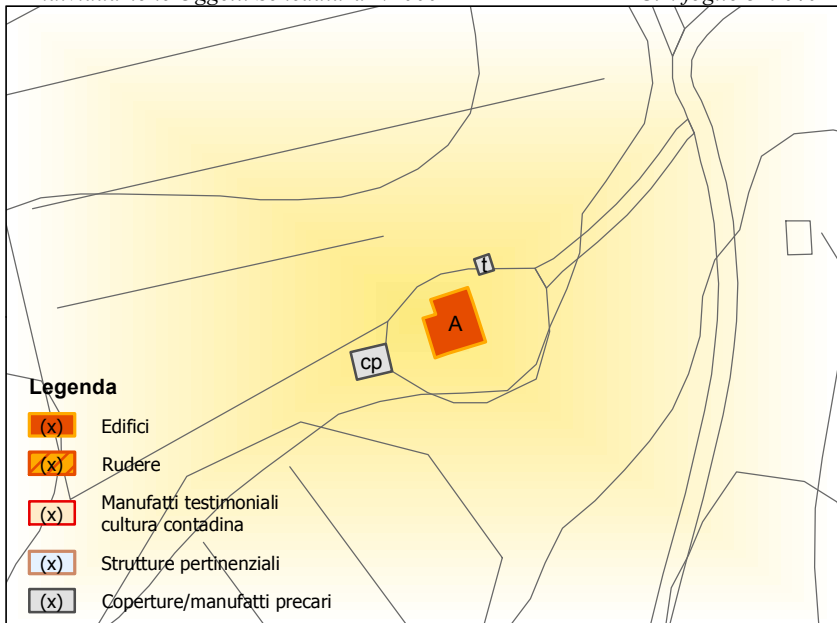 t
A
cp
Legenda
(x) Edifici
(x) Rudere
(x) Manufatti testimoniali
cultura contadina
(x) Strutture pertinenziali
(x) Coperture/manufatti precari